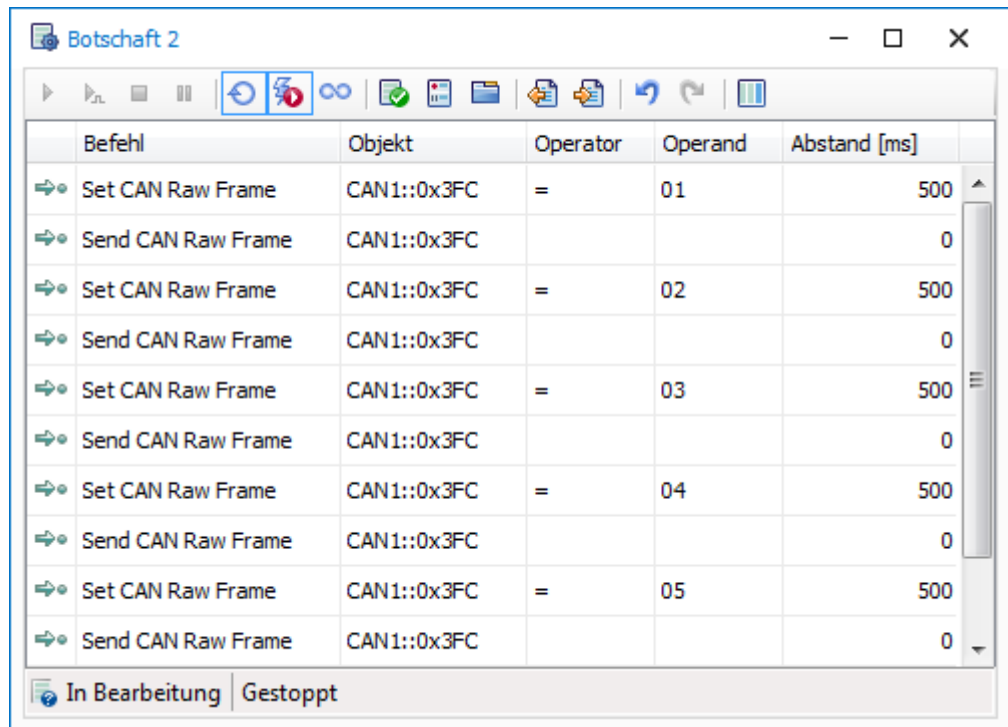 Botschaft 2
Befehl Objekt Operator Operand Abstand [ms]
Set CAN Raw Frame CAN1::0x3FC = 01 500
Send CAN Raw Frame CAN1::0x3FC 0
Set CAN Raw Frame CAN1::0x3FC = 02 500
Send CAN Raw Frame CAN1::0x3FC 0
Set CAN Raw Frame CAN1::0x3FC = 03 500
Send CAN Raw Frame CAN1::0x3FC 0
Set CAN Raw Frame CAN1::0x3FC = 04 500
Send CAN Raw Frame CAN1::0x3FC 0
Set CAN Raw Frame CAN1::0x3FC = 05 500
Send CAN Raw Frame CAN1::0x3FC 0
In Bearbeitung Gestoppt